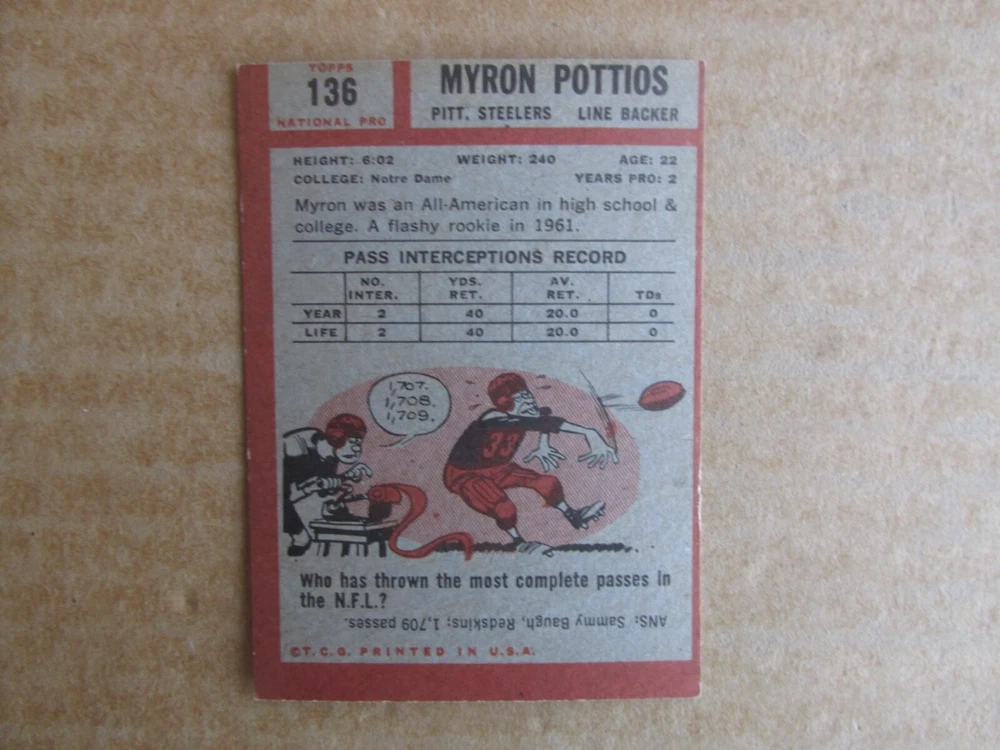 TOPPS
136
NATIONAL PRO
MYRON POTTIOS
PITT. STEELERS LINE BACKER
HEIGHT: 6:02 WEIGHT: 240 AGE: 22
COLLEGE: Notre Dame YEARS PRO: 2
Myron was an All-American in high school &
college. A flashy rookie in 1961.
PASS INTERCEPTIONS RECORD
NO. INTER. YDS. RET. AV. RET. TDs
YEAR 2 40 20.0 0
LIFE 2 40 20.0 0
1,707.
1,708.
1,709.
33
Who has thrown the most complete passes in
the N.F.L.?
ANS: Sammy Baugh, Redskins; 1,709 passes.
©T.C.G. PRINTED IN U.S.A.